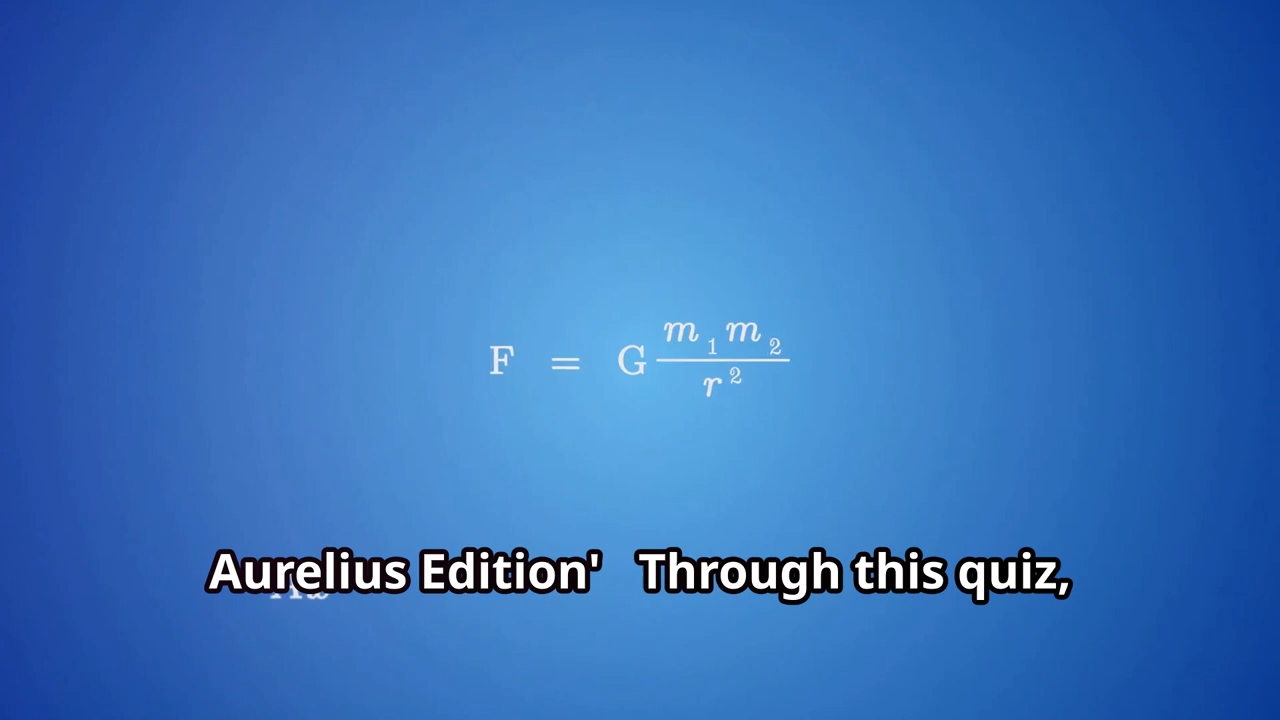 F = G m₁m₂ / r²
Aurelius Edition' Through this quiz,